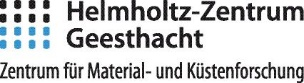 Helmholtz-Zentrum
Geesthacht
Zentrum für Material- und Küstenforschung